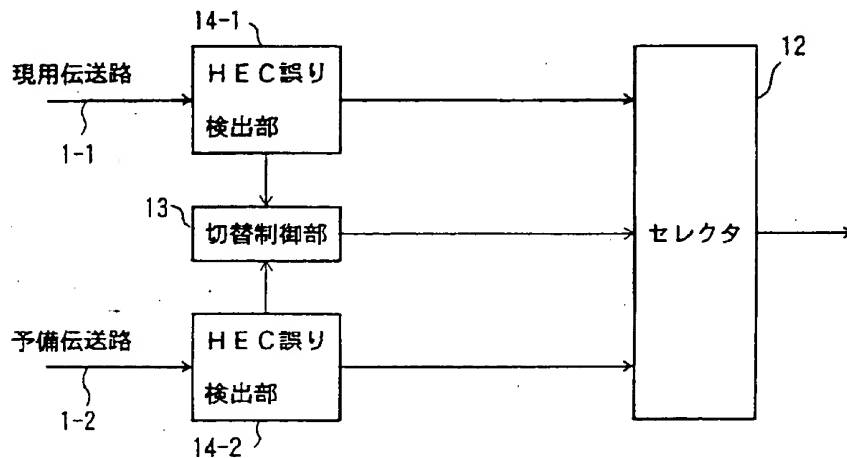 14-1
現用伝送路
HEC誤り
検出部
12
1-1
13
切替制御部
セレクタ
予備伝送路
HEC誤り
検出部
1-2
14-2